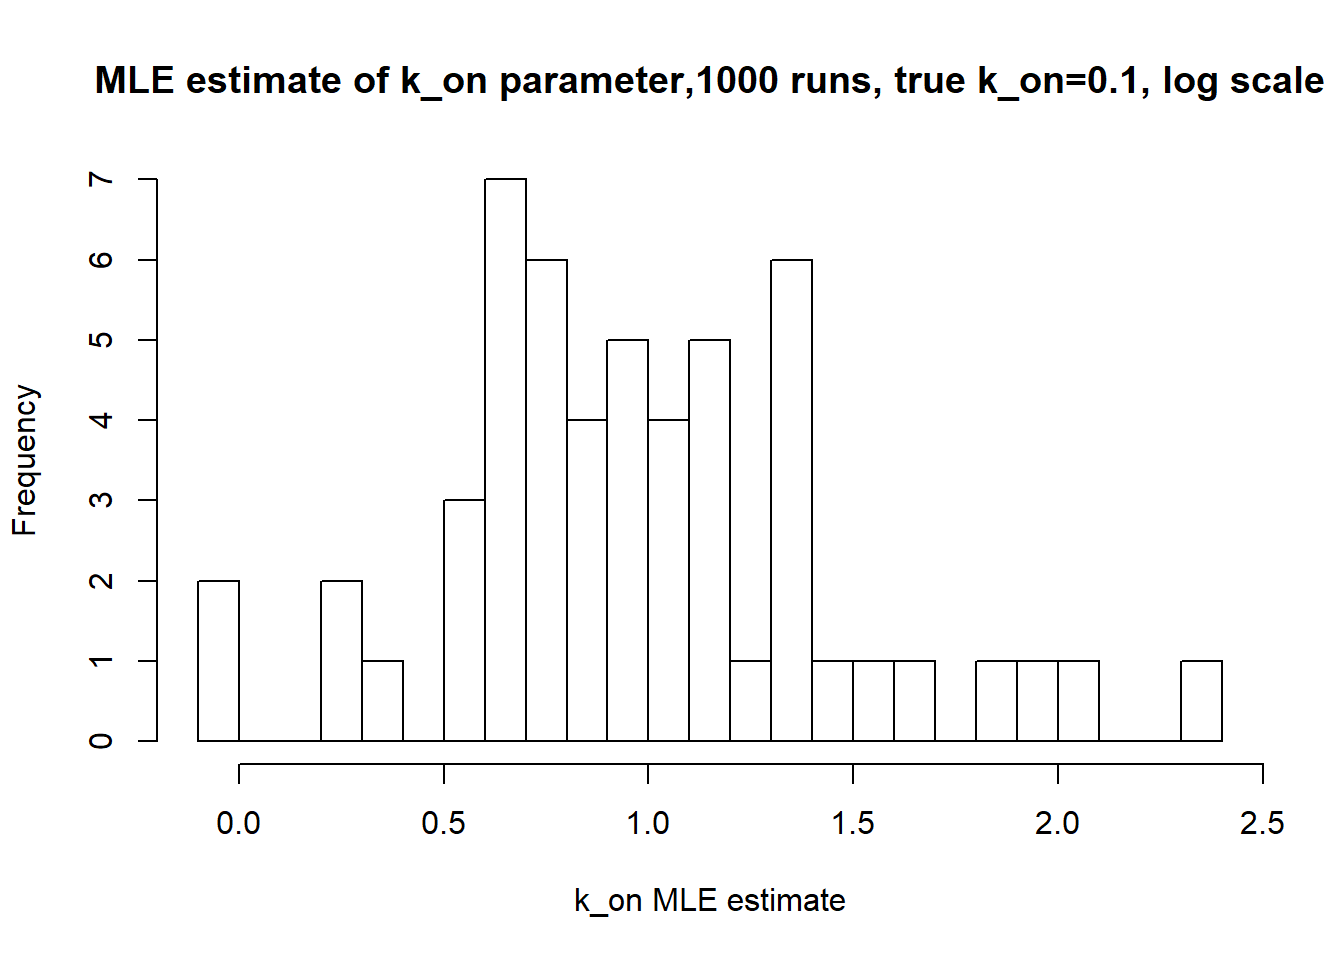 MLE estimate of k_on parameter,1000 runs, true k_on=0.1, log scale
7
6
5
4
3
2
1
0
Frequency
0.0 0.5 1.0 1.5 2.0 2.5
k_on MLE estimate